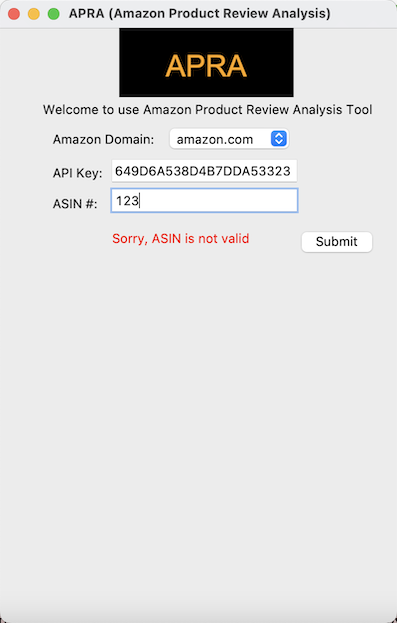 APRA (Amazon Product Review Analysis)
APRA
Welcome to use Amazon Product Review Analysis Tool
Amazon Domain: amazon.com
API Key: 649D6A538D4B7DDA53323
ASIN #: 123
Sorry, ASIN is not valid
Submit